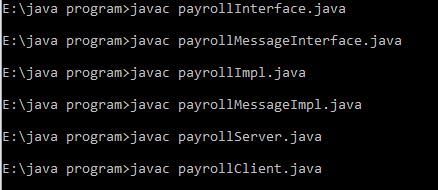 E:\java program>javac payrollInterface.java
E:\java program>javac payrollMessageInterface.java
E:\java program>javac payrollImpl.java
E:\java program>javac payrollMessageImpl.java
E:\java program>javac payrollServer.java
E:\java program>javac payrollClient.java